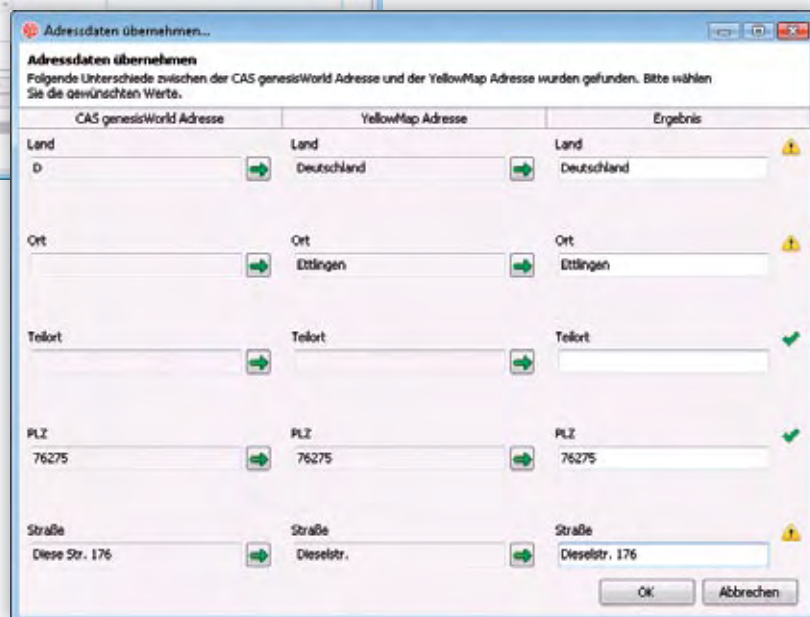 Adressdaten übernehmen...
Adressdaten übernehmen
Folgende Unterschiede zwischen der CAS genesisWorld Adresse und der YellowMap Adresse wurden gefunden. Bitte wählen
Sie die gewünschten Werte.
CAS genesisWorld Adresse YellowMap Adresse Ergebnis
Land Land Land
D Deutschland Deutschland
Ort Ort Ort
Ettlingen Ettlingen
Teilort Teilort Teilort
PLZ PLZ PLZ
76275 76275 76275
Straße Straße Straße
Diese Str. 176 Dieselstr. Dieselstr. 176
OK Abbrechen